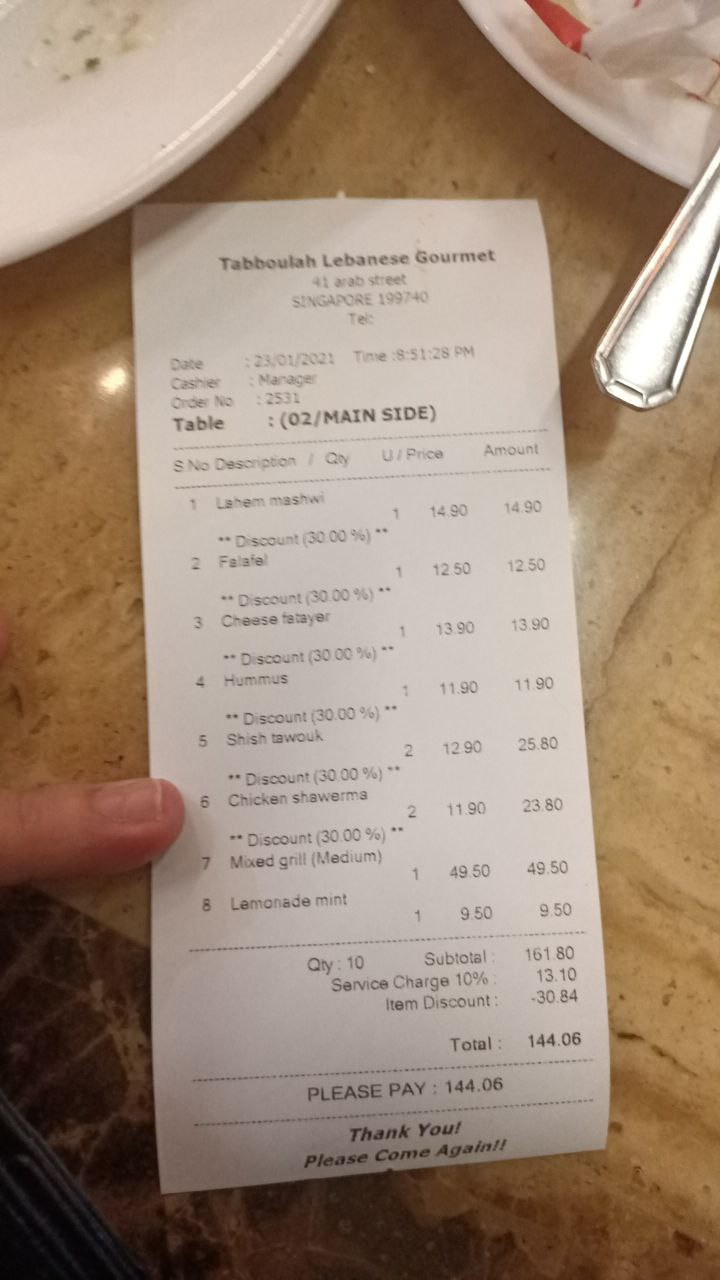 Tabboulah Lebanese Gourmet
41 arab street
SINGAPORE 199740
Tel:
Date : 23/01/2021 Time :8:51:28 PM
Cashier : Manager
Order No : 2531
Table : (02/MAIN SIDE)
S.No Description / Qty U / Price Amount
1 Lahem mashwi
1 14.90 14.90
** Discount (30.00 %) **
2 Falafel
1 12.50 12.50
** Discount (30.00 %) **
3 Cheese fatayer
1 13.90 13.90
** Discount (30.00 %) **
4 Hummus
1 11.90 11.90
** Discount (30.00 %) **
5 Shish tawouk
2 12.90 25.80
** Discount (30.00 %) **
6 Chicken shawerma
2 11.90 23.80
** Discount (30.00 %) **
7 Mixed grill (Medium)
1 49.50 49.50
8 Lemonade mint
1 9.50 9.50
Qty : 10 Subtotal : 161.80
Service Charge 10% : 13.10
Item Discount : -30.84
Total : 144.06
PLEASE PAY : 144.06
Thank You!
Please Come Again!!